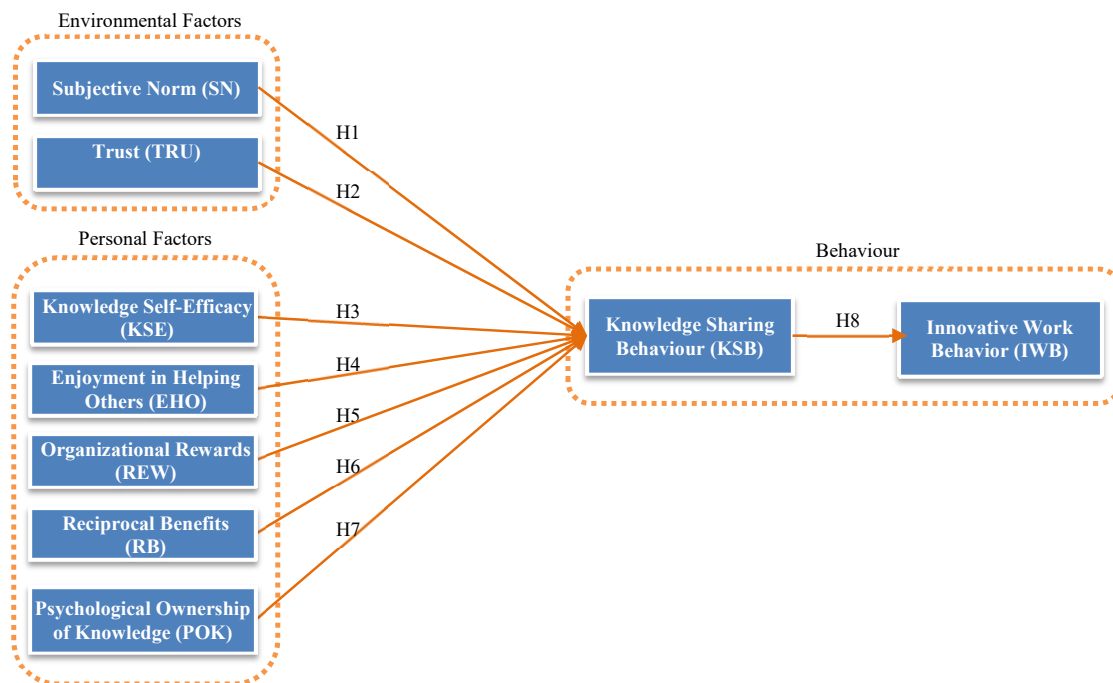 Environmental Factors
Subjective Norm (SN)
Trust (TRU)
H1
H2
Personal Factors
Knowledge Self-Efficacy
(KSE)
Enjoyment in Helping
Others (EHO)
Organizational Rewards
(REW)
Reciprocal Benefits
(RB)
Psychological Ownership
of Knowledge (POK)
H3
H4
H5
H6
H7
Behaviour
Knowledge Sharing
Behaviour (KSB)
H8
Innovative Work
Behavior (IWB)